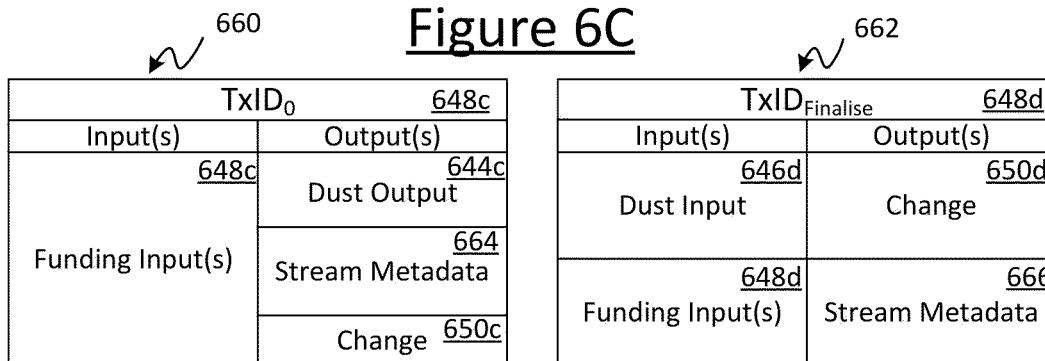 Figure 6C
660
662
TxID0 648c
Input(s) Output(s)
648c
Funding Input(s)
644c
Dust Output
664
Stream Metadata
Change 650c
TxIDFinalise 648d
Input(s) Output(s)
646d
Dust Input
650d
Change
648d
Funding Input(s)
666
Stream Metadata